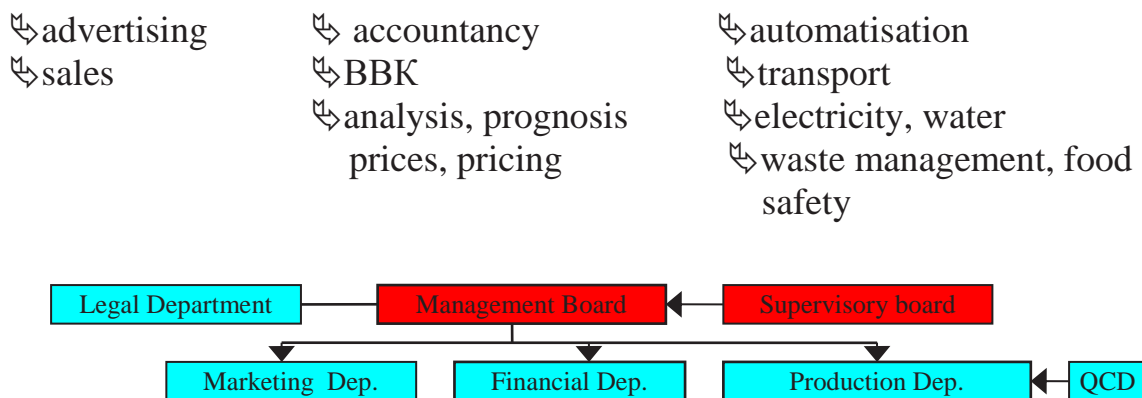 advertising
sales
accountancy
BBK
analysis, prognosis
prices, pricing
automatisation
transport
electricity, water
waste management, food
safety
Legal Department
Management Board
Supervisory board
Marketing Dep.
Financial Dep.
Production Dep.
QCD